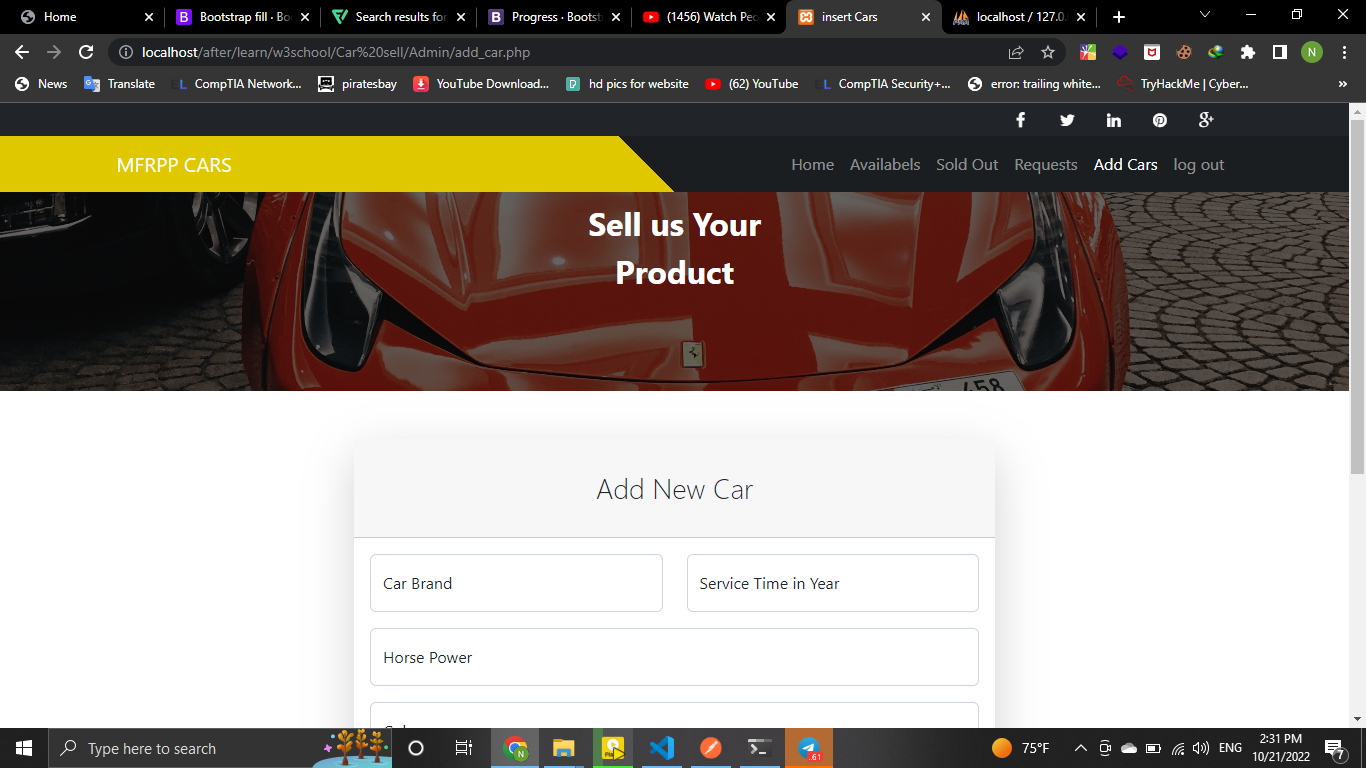 Home
Bootstrap fill · Bo
Search results for
Progress · Bootst
(1456) Watch Peo
insert Cars
localhost / 127.0.
localhost/after/learn/w3school/Car%20sell/Admin/add_car.php
N
News
Translate
CompTIA Network...
piratesbay
YouTube Download...
hd pics for website
(62) YouTube
CompTIA Security+...
error: trailing white...
TryHackMe | Cyber...
»
MFRPP CARS
Home
Availabels
Sold Out
Requests
Add Cars
log out
Sell us Your
Product
458
Add New Car
Car Brand
Service Time in Year
Horse Power
Type here to search
75°F
ENG
2:31 PM
10/21/2022
7